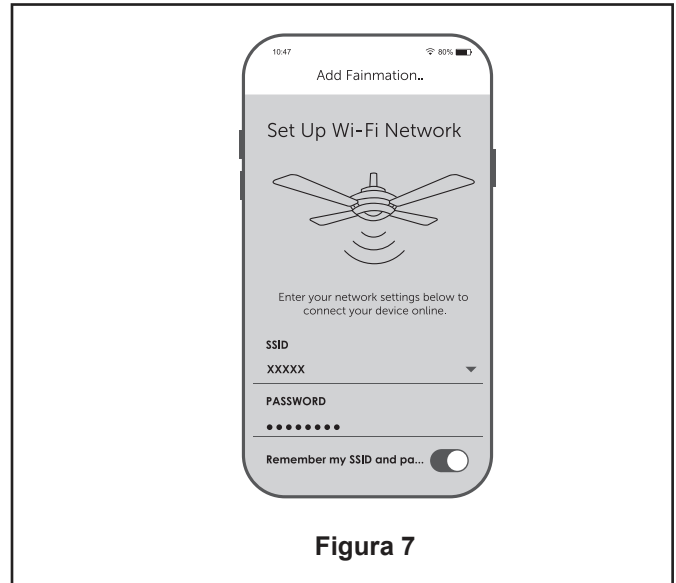 10:47 80%
Add Fainmation..
Set Up Wi-Fi Network
Enter your network settings below to
connect your device online.
SSID
XXXXX
PASSWORD
••••••••
Remember my SSID and pa...
Figura 7